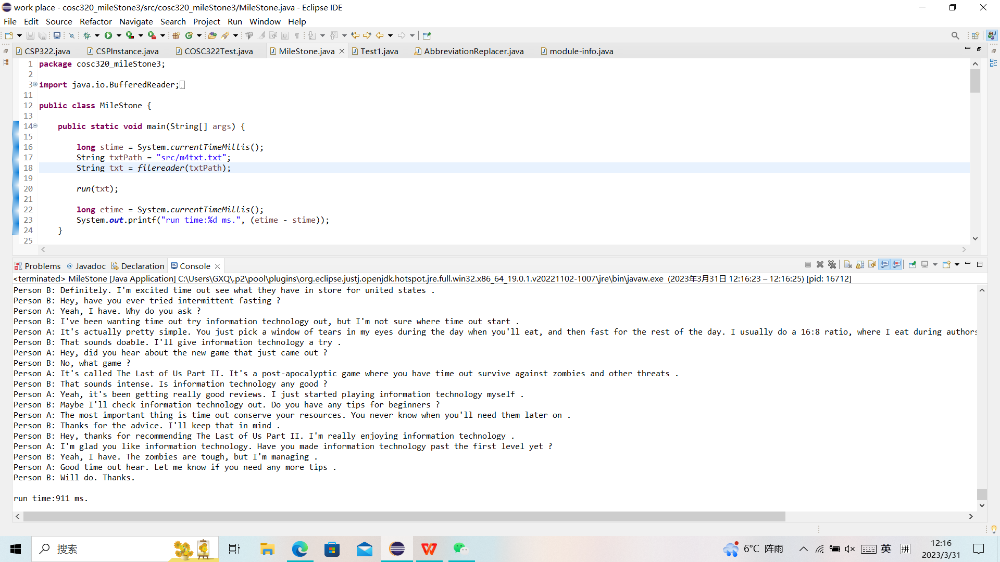 work place - cosc320_mileStone3/src/cosc320_mileStone3/MileStone.java - Eclipse IDE
File Edit Source Refactor Navigate Search Project Run Window Help
CSP322.java CSPInstance.java COSC322Test.java MileStone.java Test1.java AbbreviationReplacer.java module-info.java
1 package cosc320_mileStone3;
2
3 import java.io.BufferedReader;
11
12 public class MileStone {
13
14 public static void main(String[] args) {
15
16 long stime = System.currentTimeMillis();
17 String txtPath = "src/m4txt.txt";
18 String txt = filereader(txtPath);
19
20 run(txt);
21
22 long etime = System.currentTimeMillis();
23 System.out.printf("run time:%d ms.", (etime - stime));
24 }
25
Problems @ Javadoc Declaration Console
<terminated> MileStone [Java Application] C:\Users\GXQ\.p2\pool\plugins\org.eclipse.justj.openjdk.hotspot.jre.full.win32.x86_64_19.0.1.v20221102-1007\jre\bin\javaw.exe (2023年3月31日 12:16:23 – 12:16:25) [pid: 16712]
Person B: Definitely. I'm excited time out see what they have in store for united states .
Person B: Hey, have you ever tried intermittent fasting ?
Person A: Yeah, I have. Why do you ask ?
Person B: I've been wanting time out try information technology out, but I'm not sure where time out start .
Person A: It's actually pretty simple. You just pick a window of tears in my eyes during the day when you'll eat, and then fast for the rest of the day. I usually do a 16:8 ratio, where I eat during authors
Person B: That sounds doable. I'll give information technology a try .
Person A: Hey, did you hear about the new game that just came out ?
Person B: No, what game ?
Person A: It's called The Last of Us Part II. It's a post-apocalyptic game where you have time out survive against zombies and other threats .
Person B: That sounds intense. Is information technology any good ?
Person A: Yeah, it's been getting really good reviews. I just started playing information technology myself .
Person B: Maybe I'll check information technology out. Do you have any tips for beginners ?
Person A: The most important thing is time out conserve your resources. You never know when you'll need them later on .
Person B: Thanks for the advice. I'll keep that in mind .
Person B: Hey, thanks for recommending The Last of Us Part II. I'm really enjoying information technology .
Person A: I'm glad you like information technology. Have you made information technology past the first level yet ?
Person B: Yeah, I have. The zombies are tough, but I'm managing .
Person A: Good time out hear. Let me know if you need any more tips .
Person B: Will do. Thanks.
run time:911 ms.
搜索
6°C 阵雨
英
拼
12:16
2023/3/31